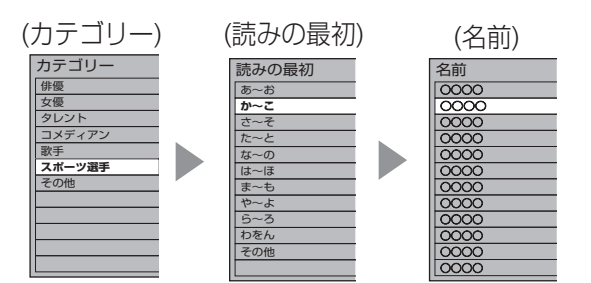 (カテゴリー)
カテゴリー
俳優
女優
タレント
コメディアン
歌手
スポーツ選手
その他
(読みの最初)
読みの最初
あ〜お
か〜こ
さ〜そ
た〜と
な〜の
は〜ほ
ま〜も
や〜よ
ら〜ろ
わをん
その他
(名前)
名前
○○○○
○○○○
○○○○
○○○○
○○○○
○○○○
○○○○
○○○○
○○○○
○○○○
○○○○
○○○○